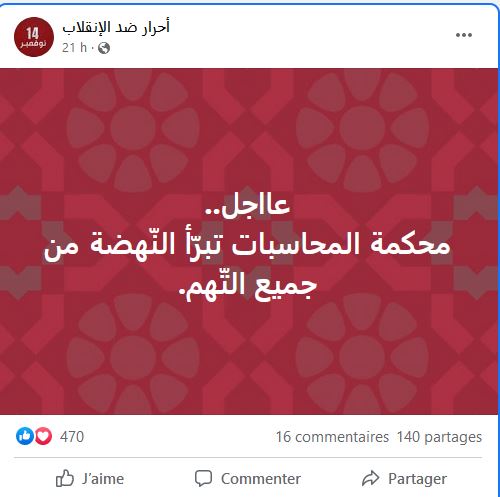 أحرار ضد الإنقلاب
14
نوفمبر
21 h ·
عااجل..
محكمة المحاسبات تبرّأ النّهضة من
جميع التّهم.
470
16 commentaires 140 partages
J’aime Commenter Partager